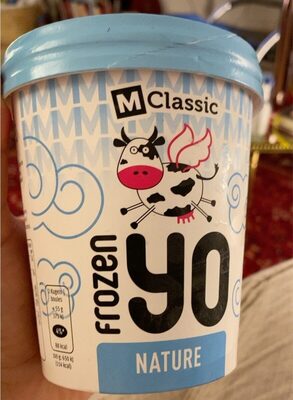 M Classic
frozen
YO
NATURE